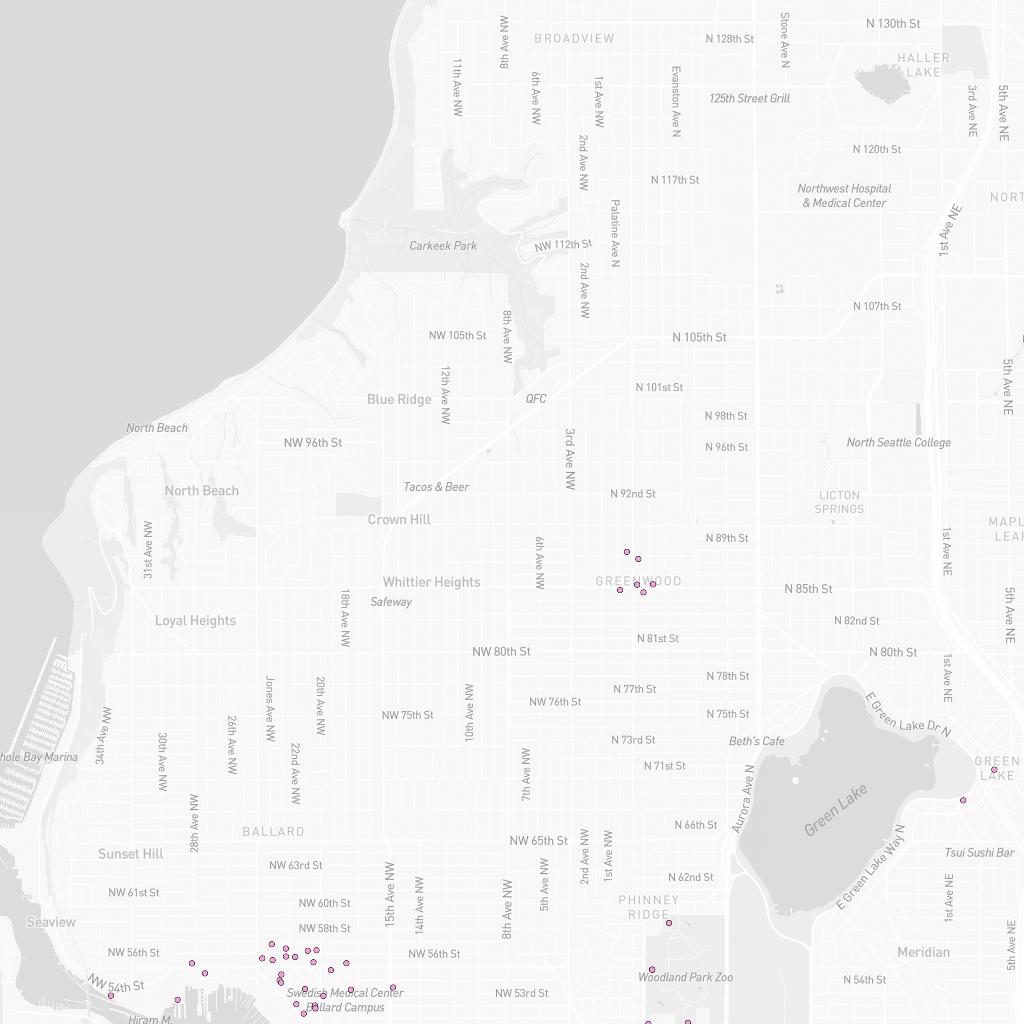 8th Ave NW
Stone Ave N
N 130th St
BROADVIEW
N 128th St
HALLER
LAKE
11th Ave NW
6th Ave NW
1st Ave NW
Evanston Ave N
125th Street Grill
3rd Ave NE
5th Ave NE
2nd Ave NW
N 120th St
N 117th St
Northwest Hospital
& Medical Center
NORT
Palatine Ave N
1st Ave NE
Carkeek Park
NW 112th St
2nd Ave NW
N 107th St
8th Ave NW
NW 105th St
N 105th St
12th Ave NW
5th Ave NE
N 101st St
Blue Ridge
QFC
N 98th St
North Beach
NW 96th St
3rd Ave NW
N 96th St
North Seattle College
North Beach
Tacos & Beer
N 92nd St
LICTON
SPRINGS
Crown Hill
MAPL
LEAF
31st Ave NW
6th Ave NW
N 89th St
1st Ave NE
Whittier Heights
GREENWOOD
N 85th St
Safeway
18th Ave NW
5th Ave NE
Loyal Heights
N 82nd St
N 81st St
NW 80th St
N 80th St
1st Ave NE
N 78th St
N 77th St
Jones Ave NW
20th Ave NW
10th Ave NW
NW 76th St
NW 75th St
N 75th St
E Green Lake Dr N
34th Ave NW
26th Ave NW
N 73rd St
Beth's Cafe
hole Bay Marina
30th Ave NW
22nd Ave NW
7th Ave NW
N 71st St
GREEN
LAKE
Aurora Ave N
Green Lake
28th Ave NW
N 66th St
BALLARD
NW 65th St
2nd Ave NW
1st Ave NW
E Green Lake Way N
Sunset Hill
Tsui Sushi Bar
NW 63rd St
N 62nd St
5th Ave NW
NW 61st St
15th Ave NW
14th Ave NW
8th Ave NW
1st Ave NE
NW 60th St
PHINNEY
RIDGE
Seaview
NW 58th St
5th Ave NE
NW 56th St
NW 56th St
Meridian
Woodland Park Zoo
N 54th St
NW 54th St
Swedish Medical Center
Ballard Campus
NW 53rd St
Hiram M.